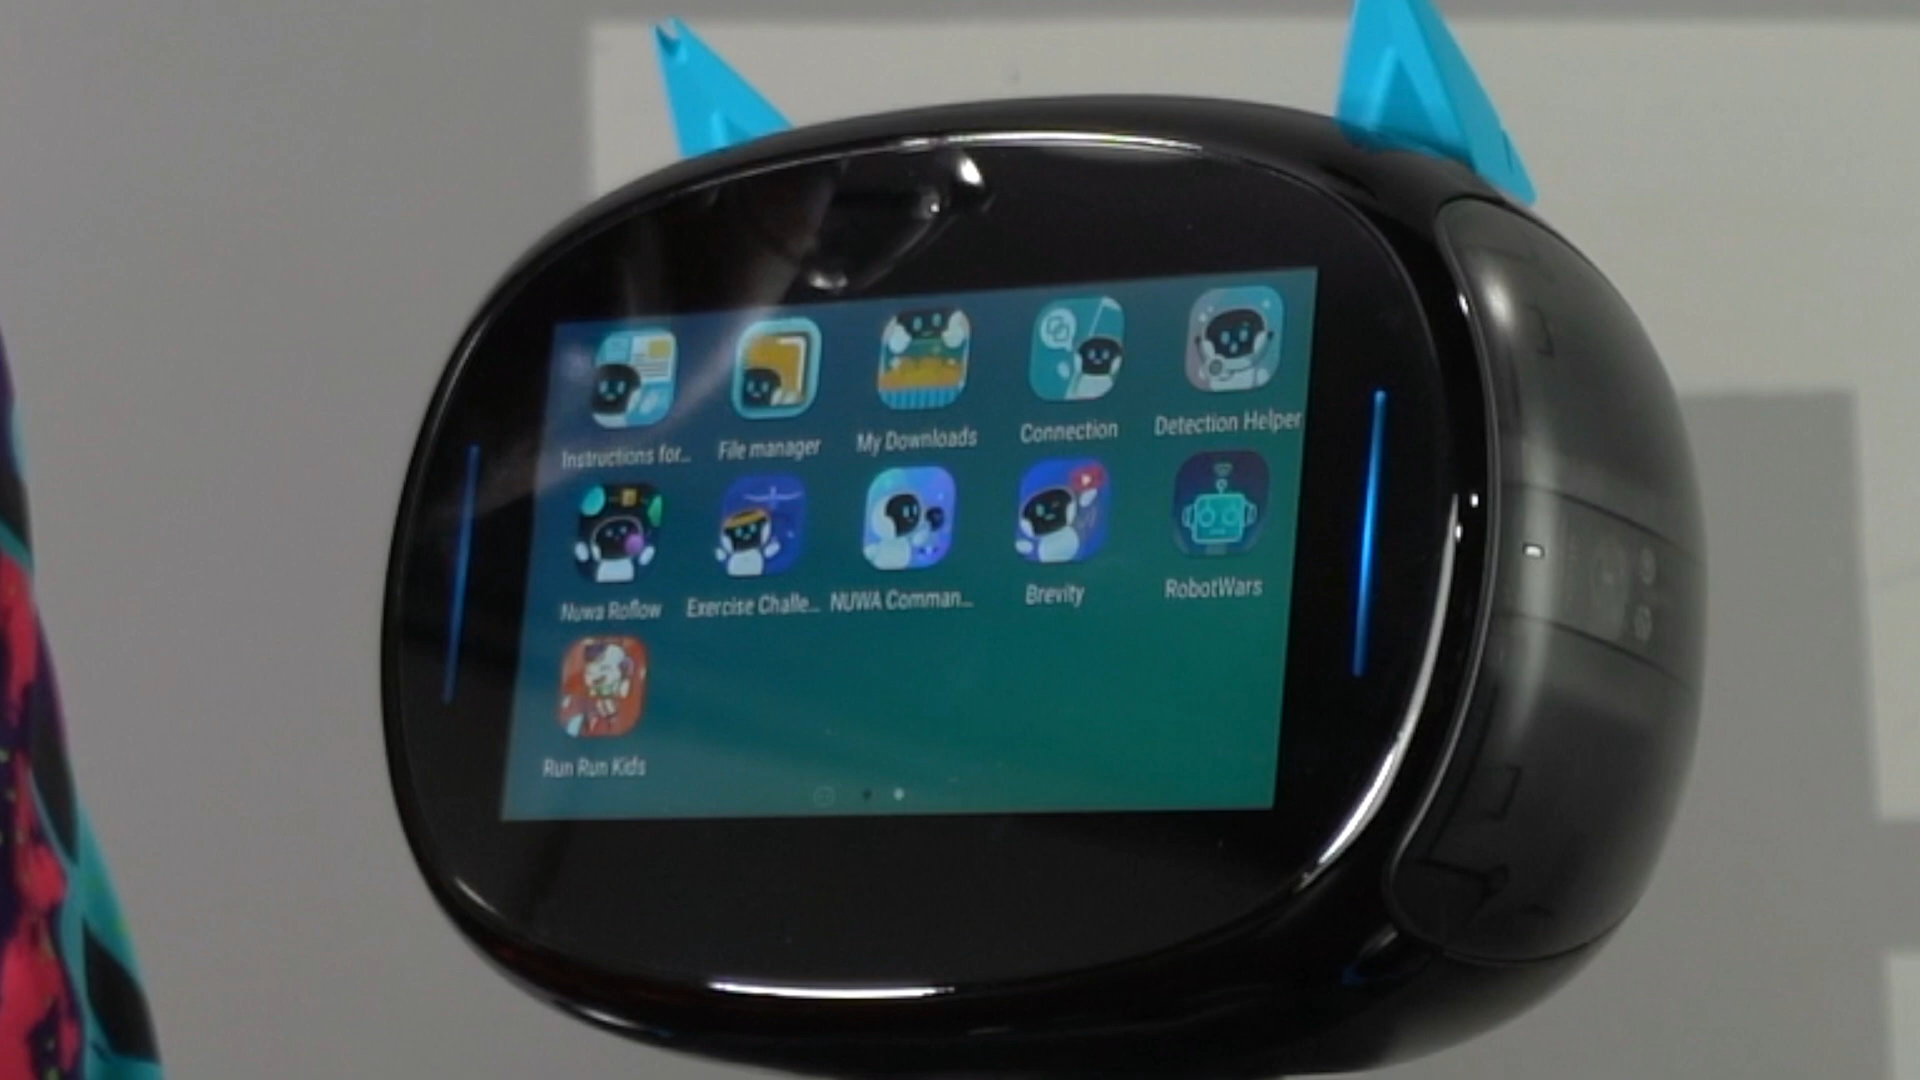 Instructions for... File manager My Downloads Connection Detection Helper
Nuwa Roflow Exercise Challe... NUWA Comman... Brevity RobotWars
Run Run Kids